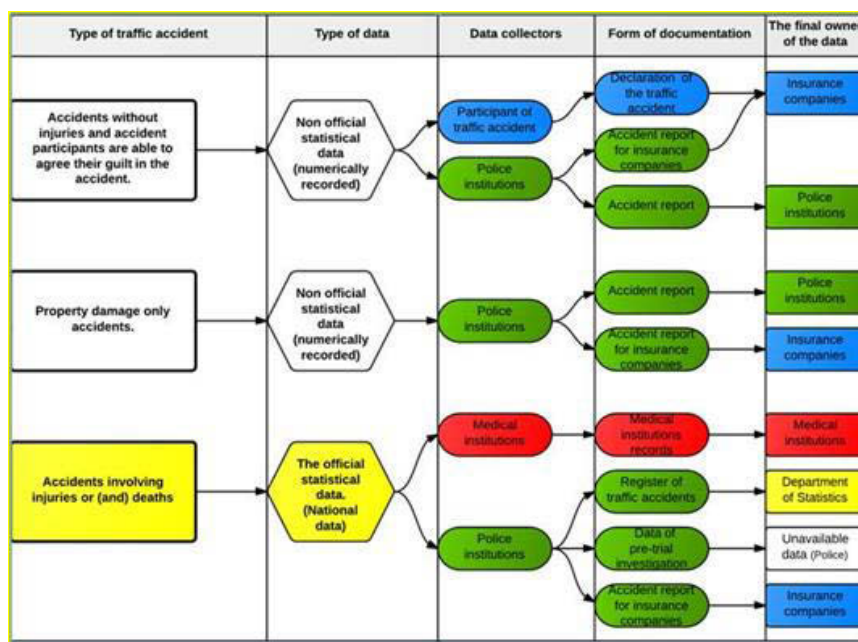 Type of traffic accident
Type of data
Data collectors
Form of documentation
The final owner
of the data
Accidents without
injuries and accident
participants are able to
agree their guilt in the
accident.
Non official
statistical
data
(numerically
recorded)
Participant of
traffic accident
Police
institutions
Declaration of
the traffic
accident
Accident report
for insurance
companies
Accident report
Insurance
companies
Police
institutions
Property damage only
accidents.
Non official
statistical
data
(numerically
recorded)
Police
institutions
Accident report
Accident report
for insurance
companies
Police
institutions
Insurance
companies
Accidents involving
injuries or (and) deaths
The official
statistical
data.
(National
data)
Medical
institutions
Police
institutions
Medical
institutions
records
Register of
traffic accidents
Data of
pre-trial
investigation
Accident report
for insurance
companies
Medical
institutions
Department
of Statistics
Unavailable
data (Police)
Insurance
companies